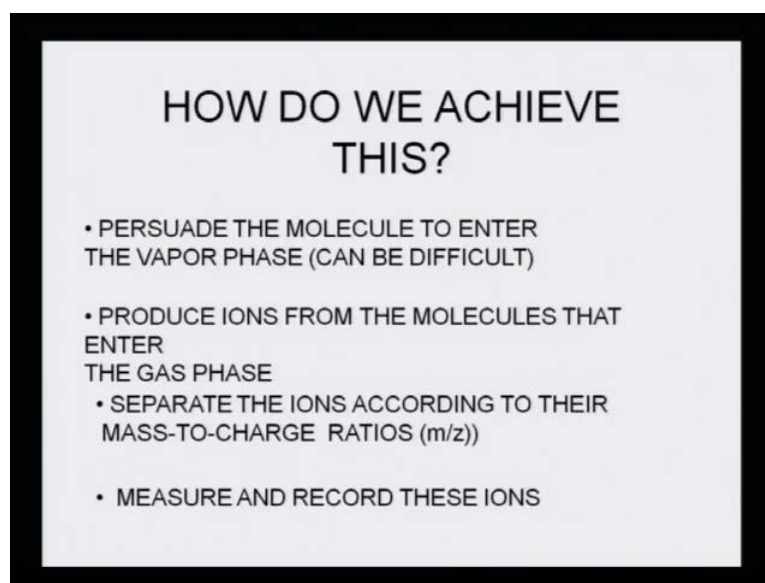 HOW DO WE ACHIEVE
THIS?
• PERSUADE THE MOLECULE TO ENTER
THE VAPOR PHASE (CAN BE DIFFICULT)
• PRODUCE IONS FROM THE MOLECULES THAT
ENTER
THE GAS PHASE
• SEPARATE THE IONS ACCORDING TO THEIR
MASS-TO-CHARGE RATIOS (m/z))
• MEASURE AND RECORD THESE IONS